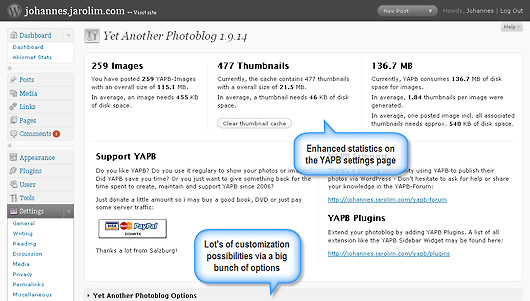 johannes.jarolim.com ← Visit site
New Post
Howdy, Johannes | Log Out
Help
Dashboard
Dashboard
Akismet Stats
Posts
Media
Links
Pages
Comments
Appearance
Plugins
Users
Tools
Settings
General
Writing
Reading
Discussion
Media
Privacy
Permalinks
Miscellaneous
Yet Another Photoblog 1.9.14
259 Images
You have posted 259 YAPB-Images
with an overall size of 115.1 MB.
In average, an image needs 455 KB
of disk space.
477 Thumbnails
Currently, the cache contains 477 thumbnails
with a overall size of 21.5 MB.
In average, a thumbnail needs 46 KB of disk
space.
Clear thumbnail cache
136.7 MB
Currently, YAPB consumes 136.7 MB of disk
space for images.
In average, 1.84 thumbnails per image were
generated.
In average, one posted image incl. all associated
thumbnails needs approx. 540 KB of disk space.
Enhanced statistics on
the YAPB settings page
Support YAPB
Do you like YAPB? Do you use it regularly to show your photos or
Did YAPB save you time? Or you just want to give something back for the
time spent to create, maintain and support YAPB since 2006?
Just donate a little amount so i may buy a good book, DVD or just pay
some server traffic:
VISA
PayPal
DONATE
Thanks a lot from Salzburg!
using YAPB to publish their
photos via WordPress - Don't hesitate to ask for help or share
your knowledge in the YAPB-Forum:
http://johannes.jarolim.com/yapb-forum
YAPB Plugins
Extend your photoblog by adding YAPB Plugins. A list of all
extension like the YAPB Sidebar Widget may be found here:
http://johannes.jarolim.com/yapb/plugins
Lot's of customization
possibilities via a big
bunch of options
Yet Another Photoblog Options